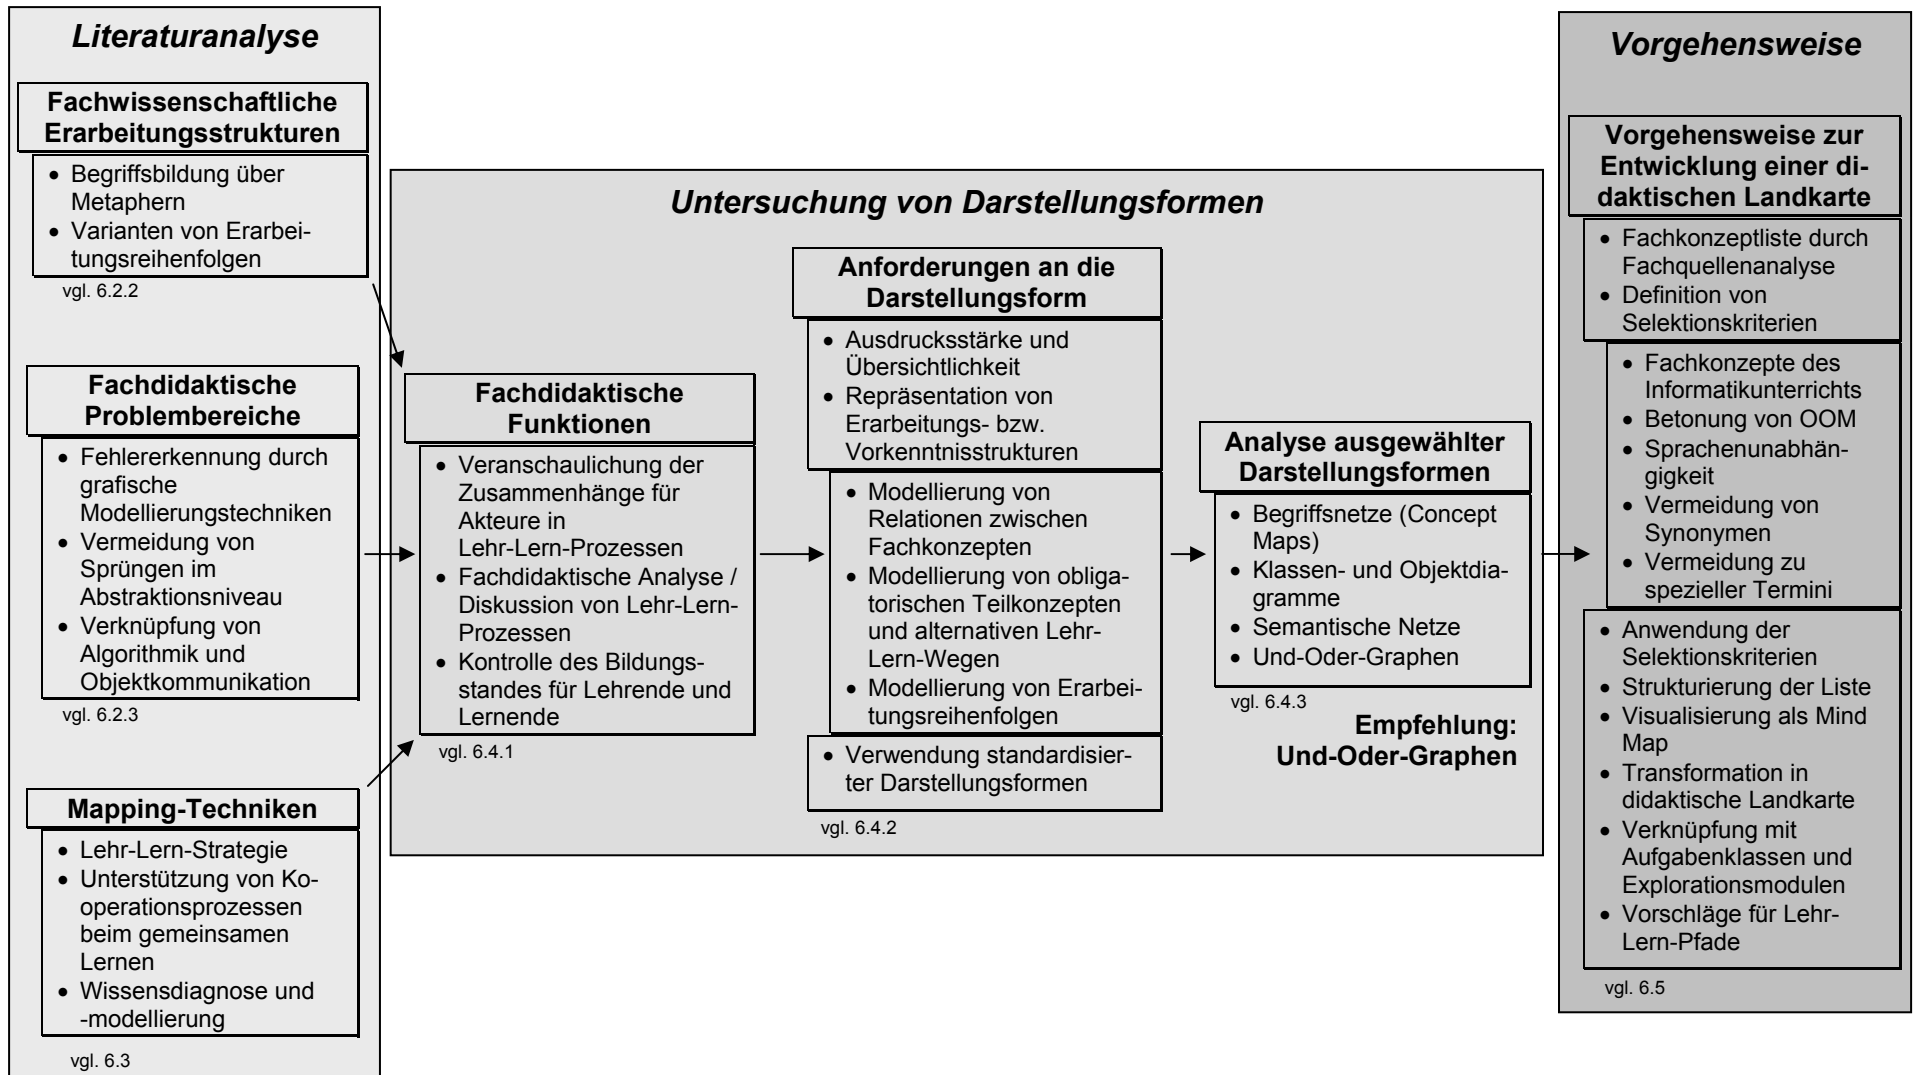 Literaturanalyse
Fachwissenschaftliche
Erarbeitungsstrukturen
• Begriffsbildung über
Metaphern
• Varianten von Erarbei-
tungsreihenfolgen
vgl. 6.2.2
Fachdidaktische
Problembereiche
• Fehlererkennung durch
grafische
Modellierungstechniken
• Vermeidung von
Sprüngen im
Abstraktionsniveau
• Verknüpfung von
Algorithmik und
Objektkommunikation
vgl. 6.2.3
Mapping-Techniken
• Lehr-Lern-Strategie
• Unterstützung von Ko-
operationsprozessen
beim gemeinsamen
Lernen
• Wissensdiagnose und
-modellierung
vgl. 6.3
Untersuchung von Darstellungsformen
Fachdidaktische
Funktionen
• Veranschaulichung der
Zusammenhänge für
Akteure in
Lehr-Lern-Prozessen
• Fachdidaktische Analyse /
Diskussion von Lehr-Lern-
Prozessen
• Kontrolle des Bildungs-
standes für Lehrende und
Lernende
vgl. 6.4.1
Anforderungen an die
Darstellungsform
• Ausdrucksstärke und
Übersichtlichkeit
• Repräsentation von
Erarbeitungs- bzw.
Vorkenntnisstrukturen
• Modellierung von
Relationen zwischen
Fachkonzepten
• Modellierung von obliga-
torischen Teilkonzepten
und alternativen Lehr-
Lern-Wegen
• Modellierung von Erarbei-
tungsreihenfolgen
• Verwendung standardisier-
ter Darstellungsformen
vgl. 6.4.2
Analyse ausgewählter
Darstellungsformen
• Begriffsnetze (Concept
Maps)
• Klassen- und Objektdia-
gramme
• Semantische Netze
• Und-Oder-Graphen
vgl. 6.4.3
Empfehlung:
Und-Oder-Graphen
Vorgehensweise
Vorgehensweise zur
Entwicklung einer di-
daktischen Landkarte
• Fachkonzeptliste durch
Fachquellenanalyse
• Definition von
Selektionskriterien
• Fachkonzepte des
Informatikunterrichts
• Betonung von OOM
• Sprachenunabhän-
gigkeit
• Vermeidung von
Synonymen
• Vermeidung zu
spezieller Termini
• Anwendung der
Selektionskriterien
• Strukturierung der Liste
• Visualisierung als Mind
Map
• Transformation in
didaktische Landkarte
• Verknüpfung mit
Aufgabenklassen und
Explorationsmodulen
• Vorschläge für Lehr-
Lern-Pfade
vgl. 6.5